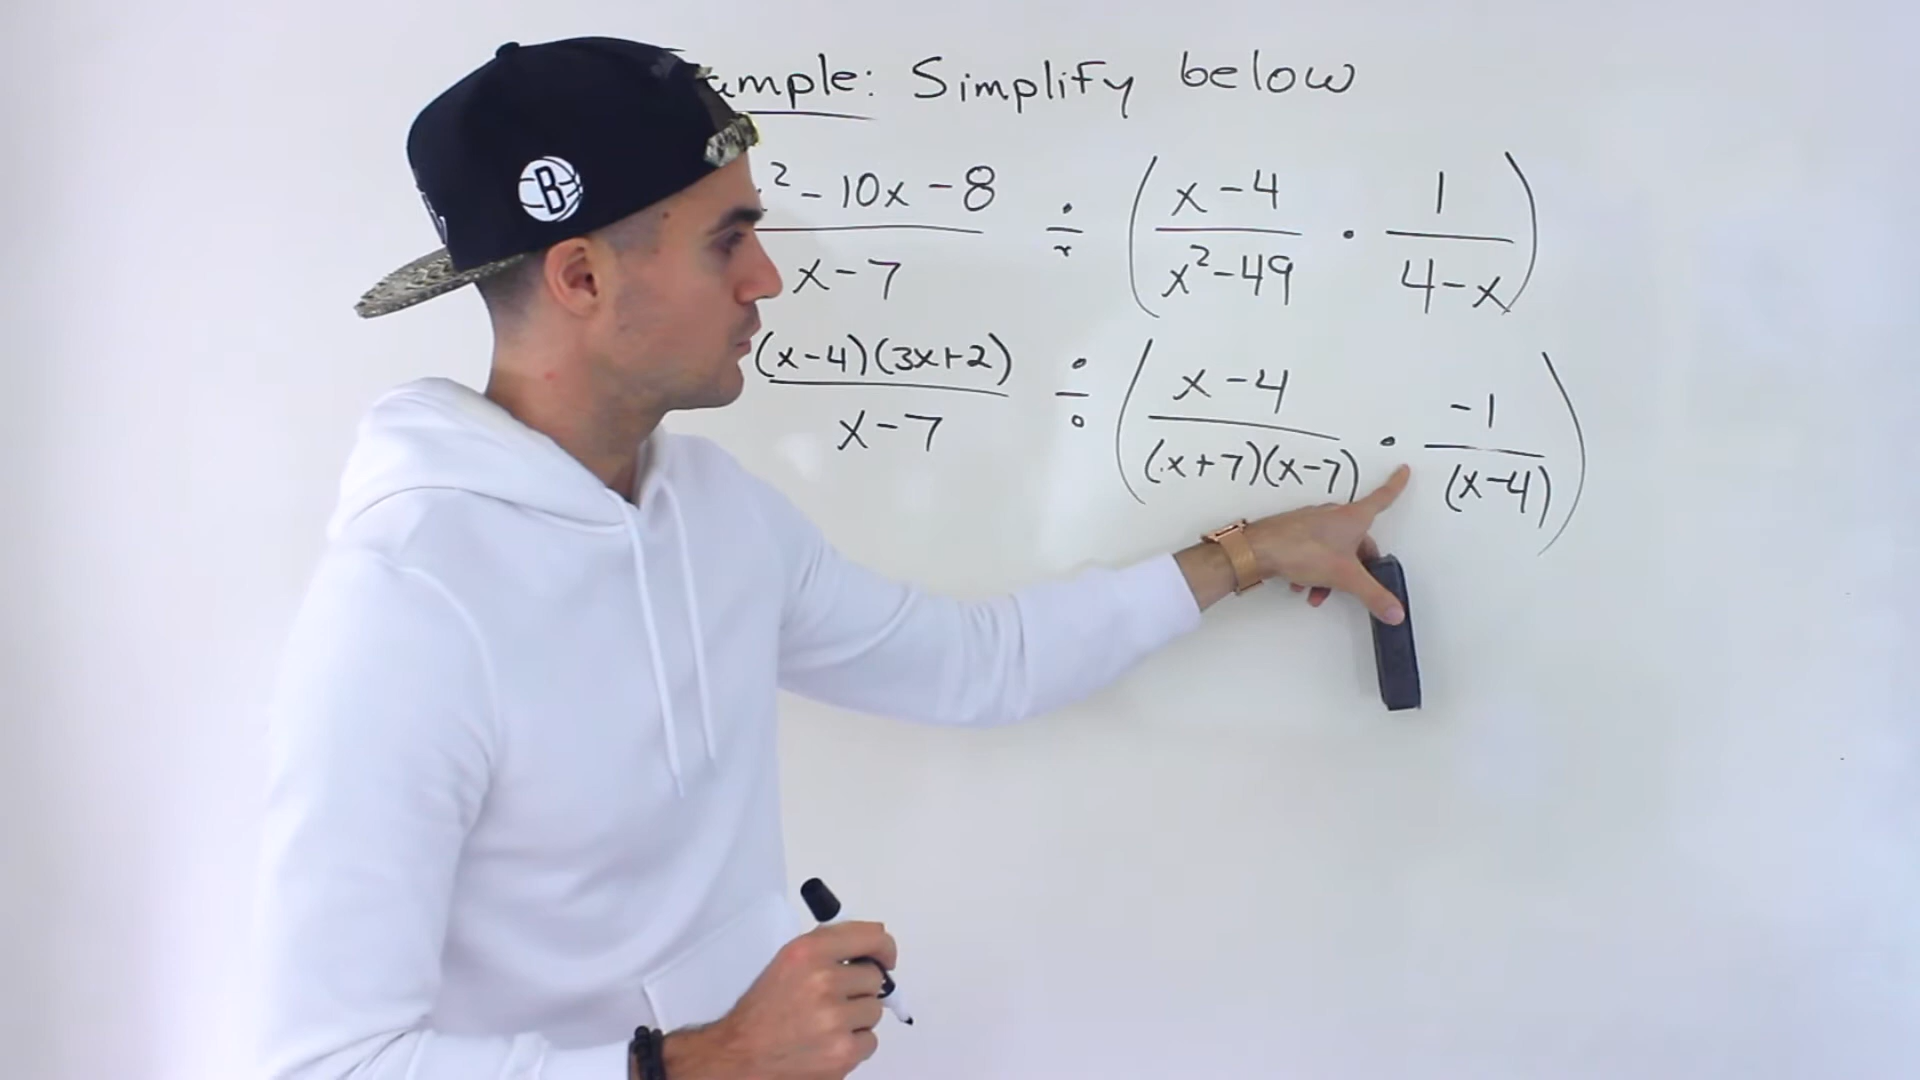 ample: Simplify below
² - 10x - 8 / x - 7 ÷ ( x - 4 / x² - 49 · 1 / 4 - x )
(x - 4)(3x + 2) / x - 7 ÷ ( x - 4 / (x + 7)(x - 7) · -1 / (x - 4) )
B